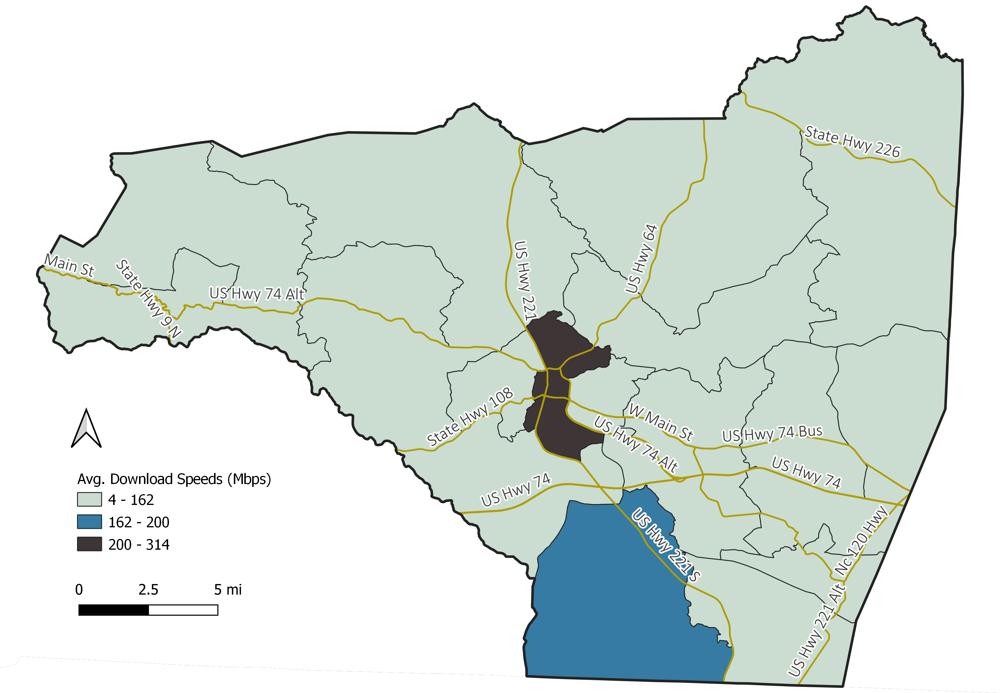 State Hwy 226
US Hwy 64
US Hwy 221
Main St
State Hwy 9 N
US Hwy 74 Alt
State Hwy 108
W Main St
US Hwy 74 Alt
US Hwy 74 Bus
US Hwy 74
US Hwy 74
US Hwy 221 S
Nc 120 Hwy
US Hwy 221 Alt
Avg. Download Speeds (Mbps)
4 - 162
162 - 200
200 - 314
0 2.5 5 mi